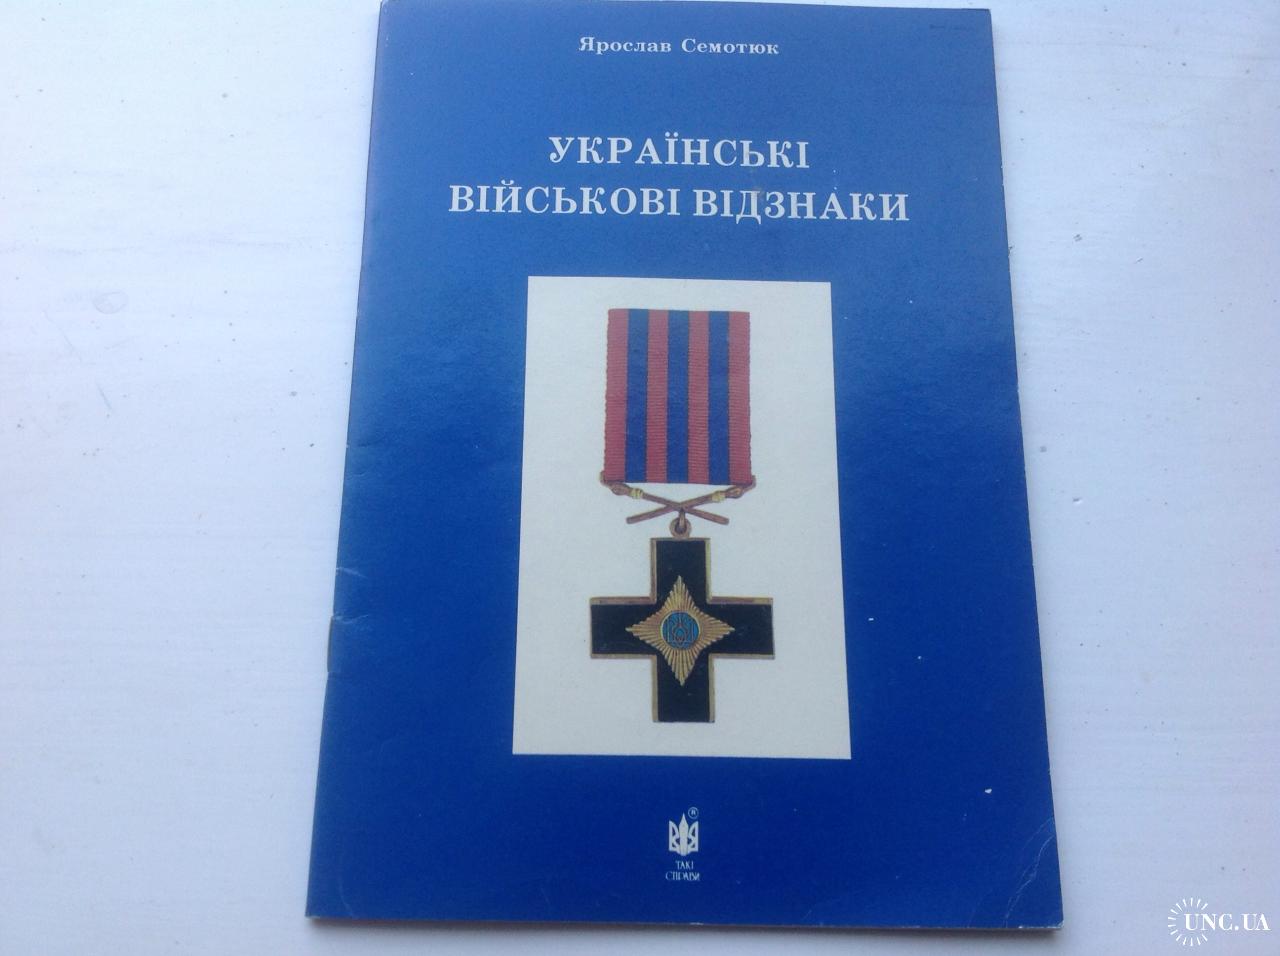 Ярослав Семотюк
УКРАЇНСЬКІ
ВІЙСЬКОВІ ВІДЗНАКИ
®
ТАКІ
СПРАВИ
UNC.UA